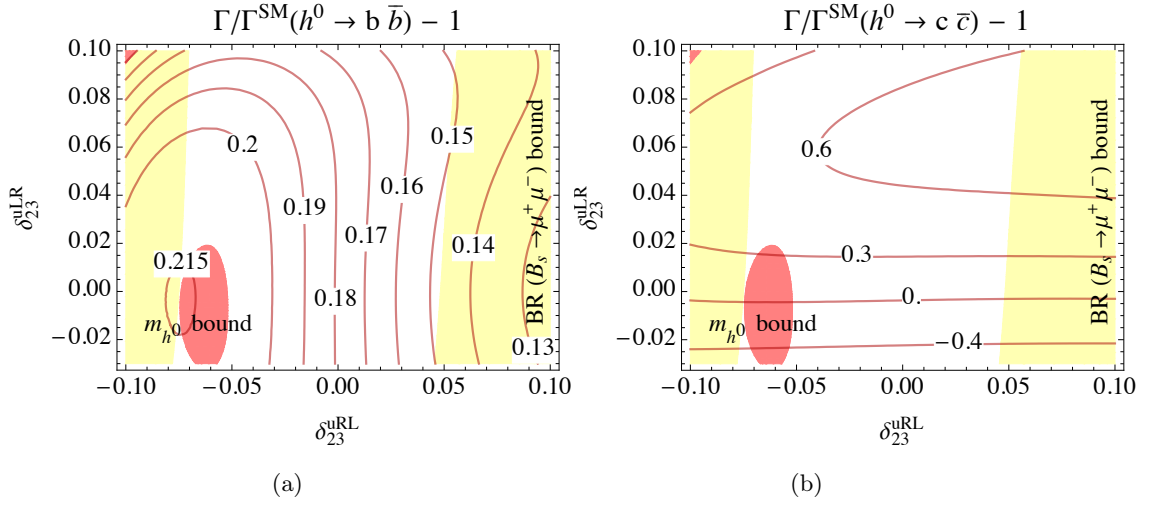 Γ/Γ^SM(h^0 → b b̅) − 1
0.10
0.08
0.06
0.04
0.02
0.00
−0.02
δ_23^uLR
0.2
0.15
0.16
0.19
0.17
0.14
0.215
0.18
0.13
m_h^0 bound
BR (B_s →μ^+ μ^−) bound
−0.10 −0.05 0.00 0.05 0.10
δ_23^uRL
(a)
Γ/Γ^SM(h^0 → c c̅) − 1
0.10
0.08
0.06
0.04
0.02
0.00
−0.02
δ_23^uLR
0.6
0.3
0.
−0.4
m_h^0 bound
BR (B_s →μ^+ μ^−) bound
−0.10 −0.05 0.00 0.05 0.10
δ_23^uRL
(b)